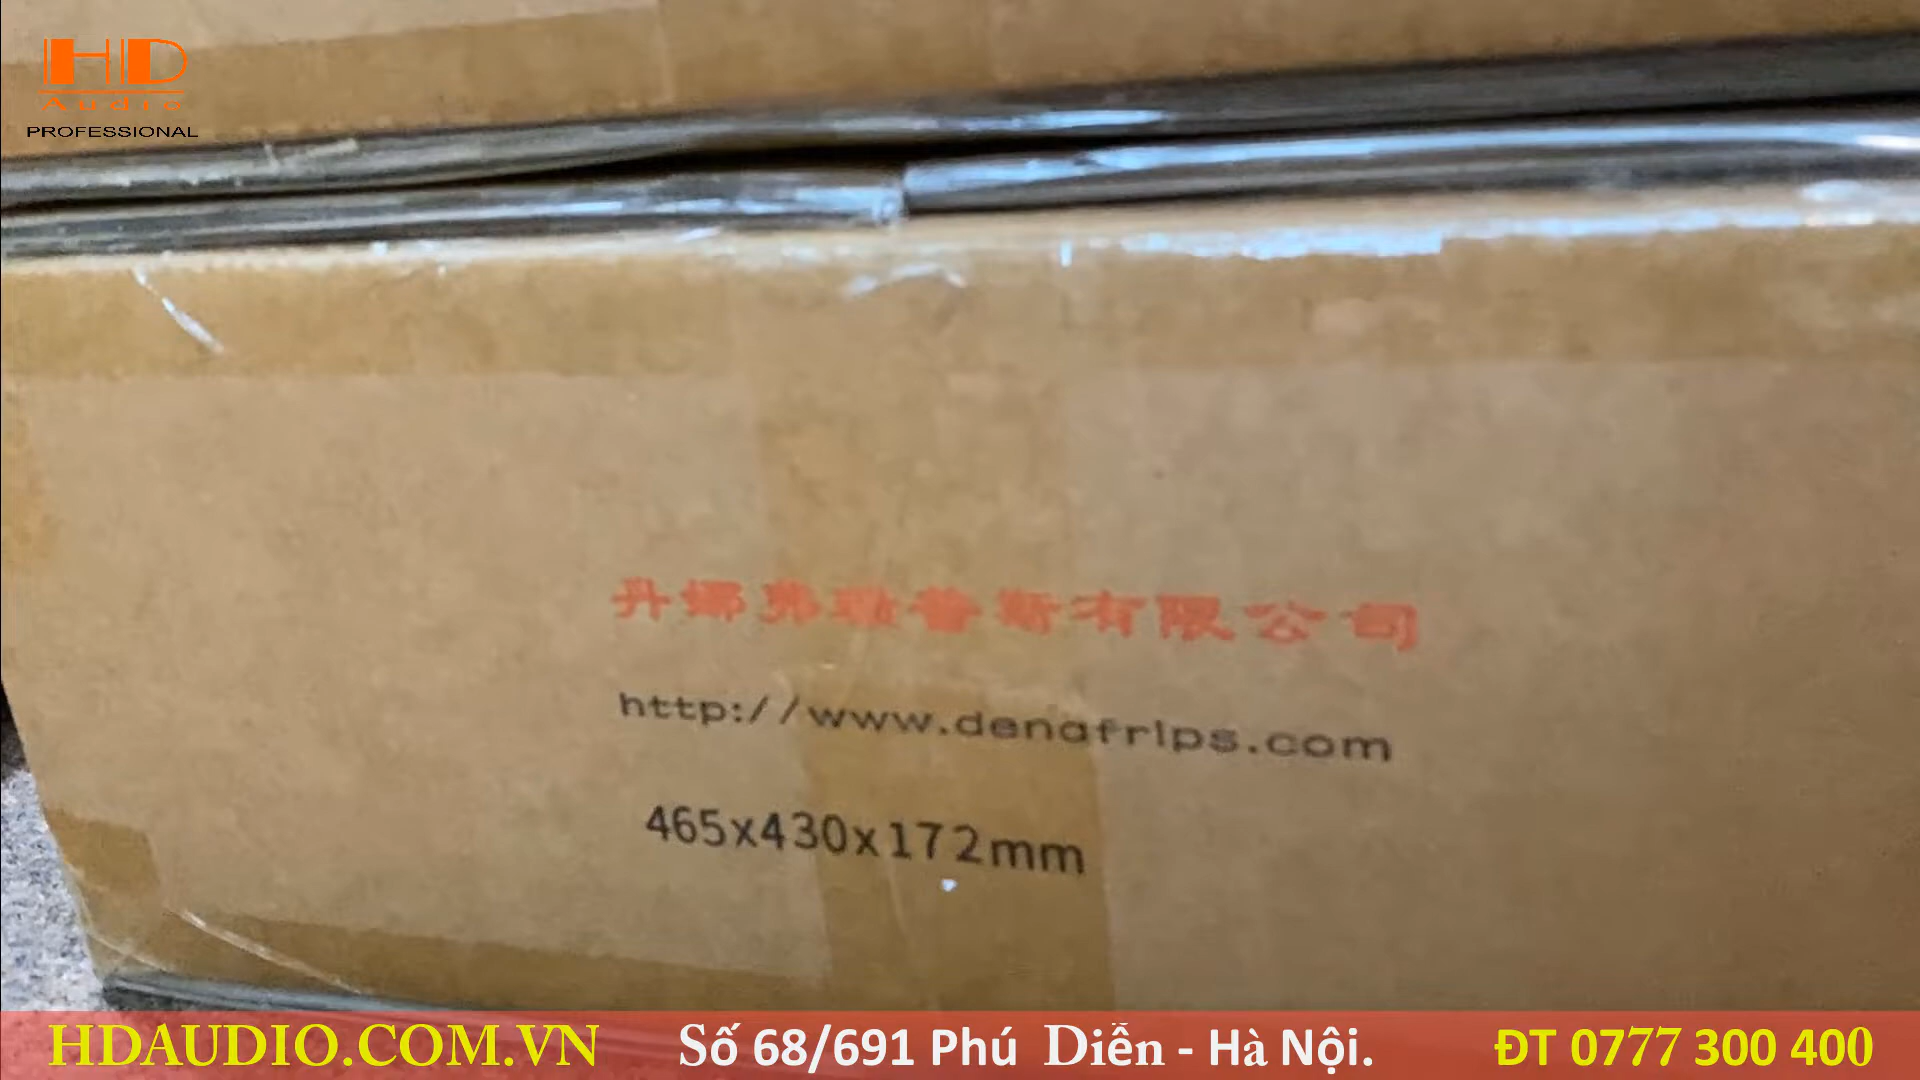 HD
Audio
PROFESSIONAL
丹娜弗瑞普斯有限公司
http://www.denafrips.com
465x430x172mm
HDAUDIO.COM.VN Số 68/691 Phú Diễn - Hà Nội. ĐT 0777 300 400